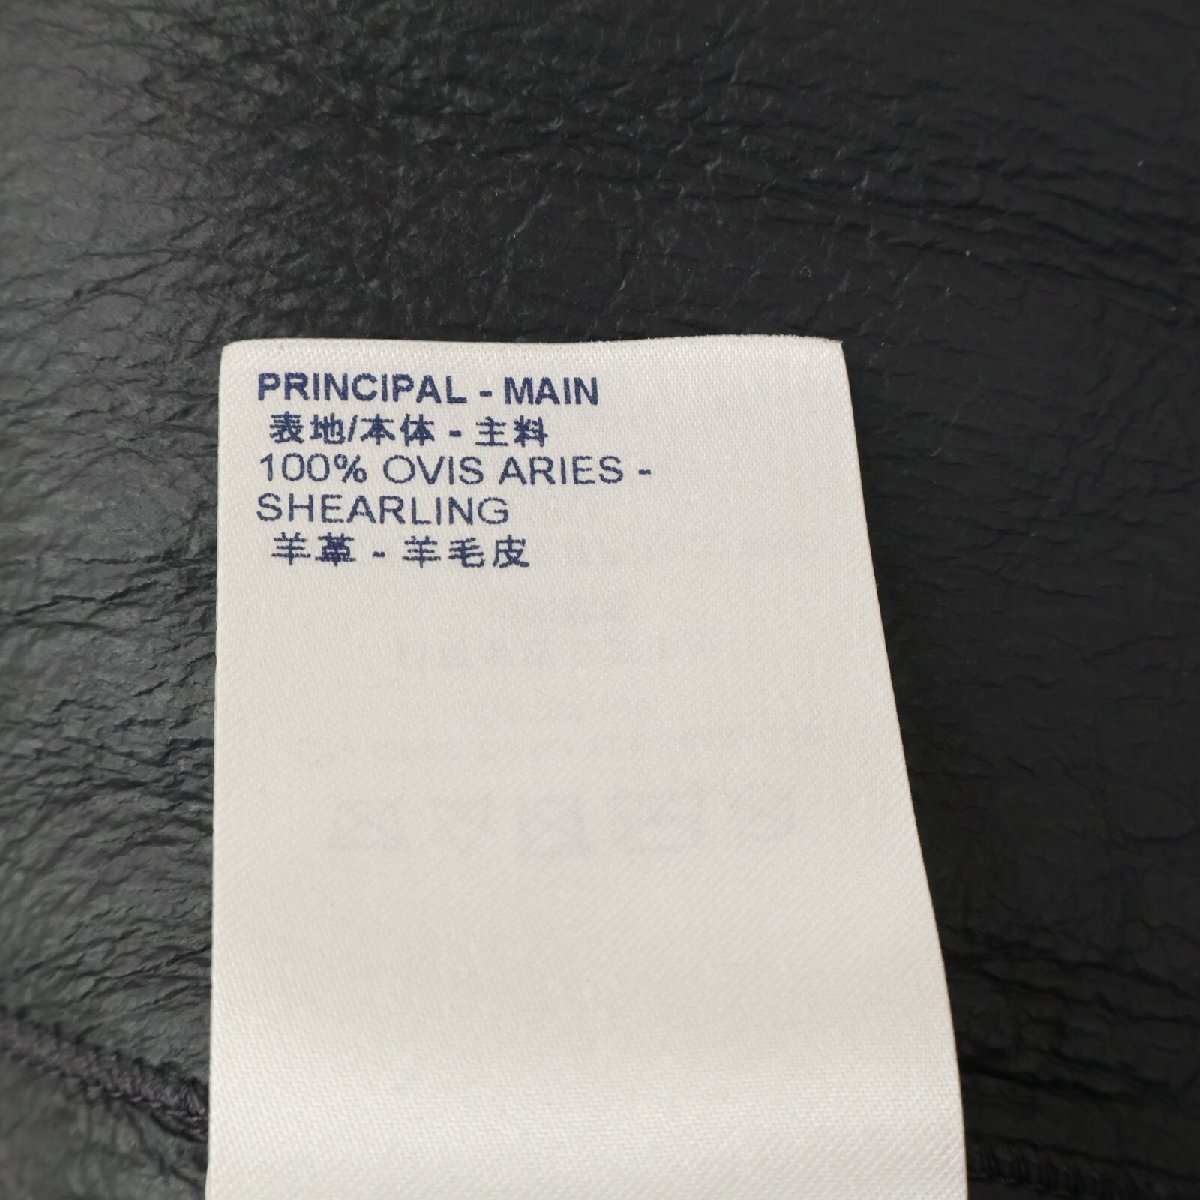 PRINCIPAL - MAIN
表地/本体 - 主料
100% OVIS ARIES -
SHEARLING
羊革 - 羊毛皮